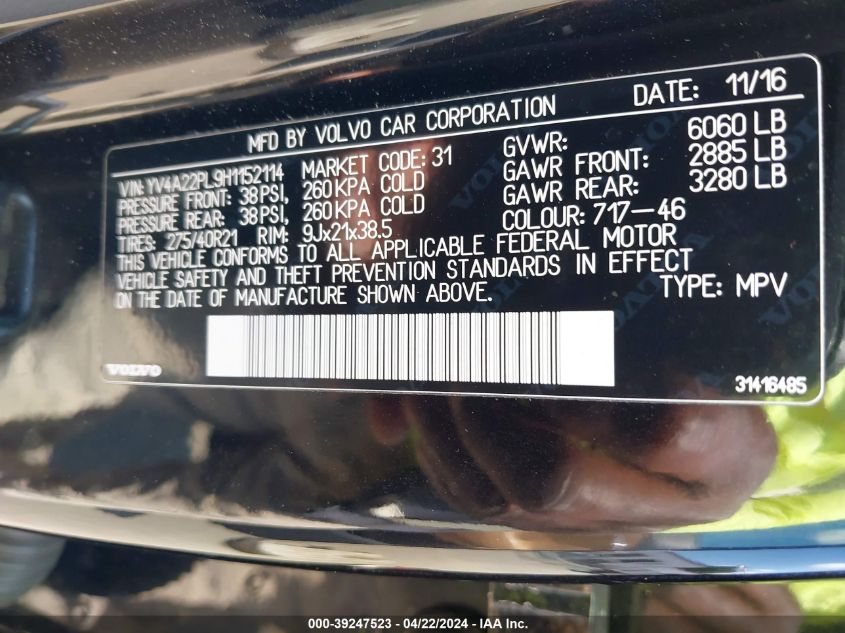 MFD BY VOLVO CAR CORPORATION DATE: 11/16
VIN: YV4A22PL9H1152114 MARKET CODE: 31 GVWR: 6060 LB
PRESSURE FRONT: 38 PSI, 260 KPA COLD GAWR FRONT: 2885 LB
PRESSURE REAR: 38 PSI, 260 KPA COLD GAWR REAR: 3280 LB
TIRES: 275/40R21 RIM: 9Jx21x38.5 COLOUR: 717-46
THIS VEHICLE CONFORMS TO ALL APPLICABLE FEDERAL MOTOR
VEHICLE SAFETY AND THEFT PREVENTION STANDARDS IN EFFECT
ON THE DATE OF MANUFACTURE SHOWN ABOVE. TYPE: MPV
VOLVO 31416485
000-39247523 - 04/22/2024 - IAA Inc.